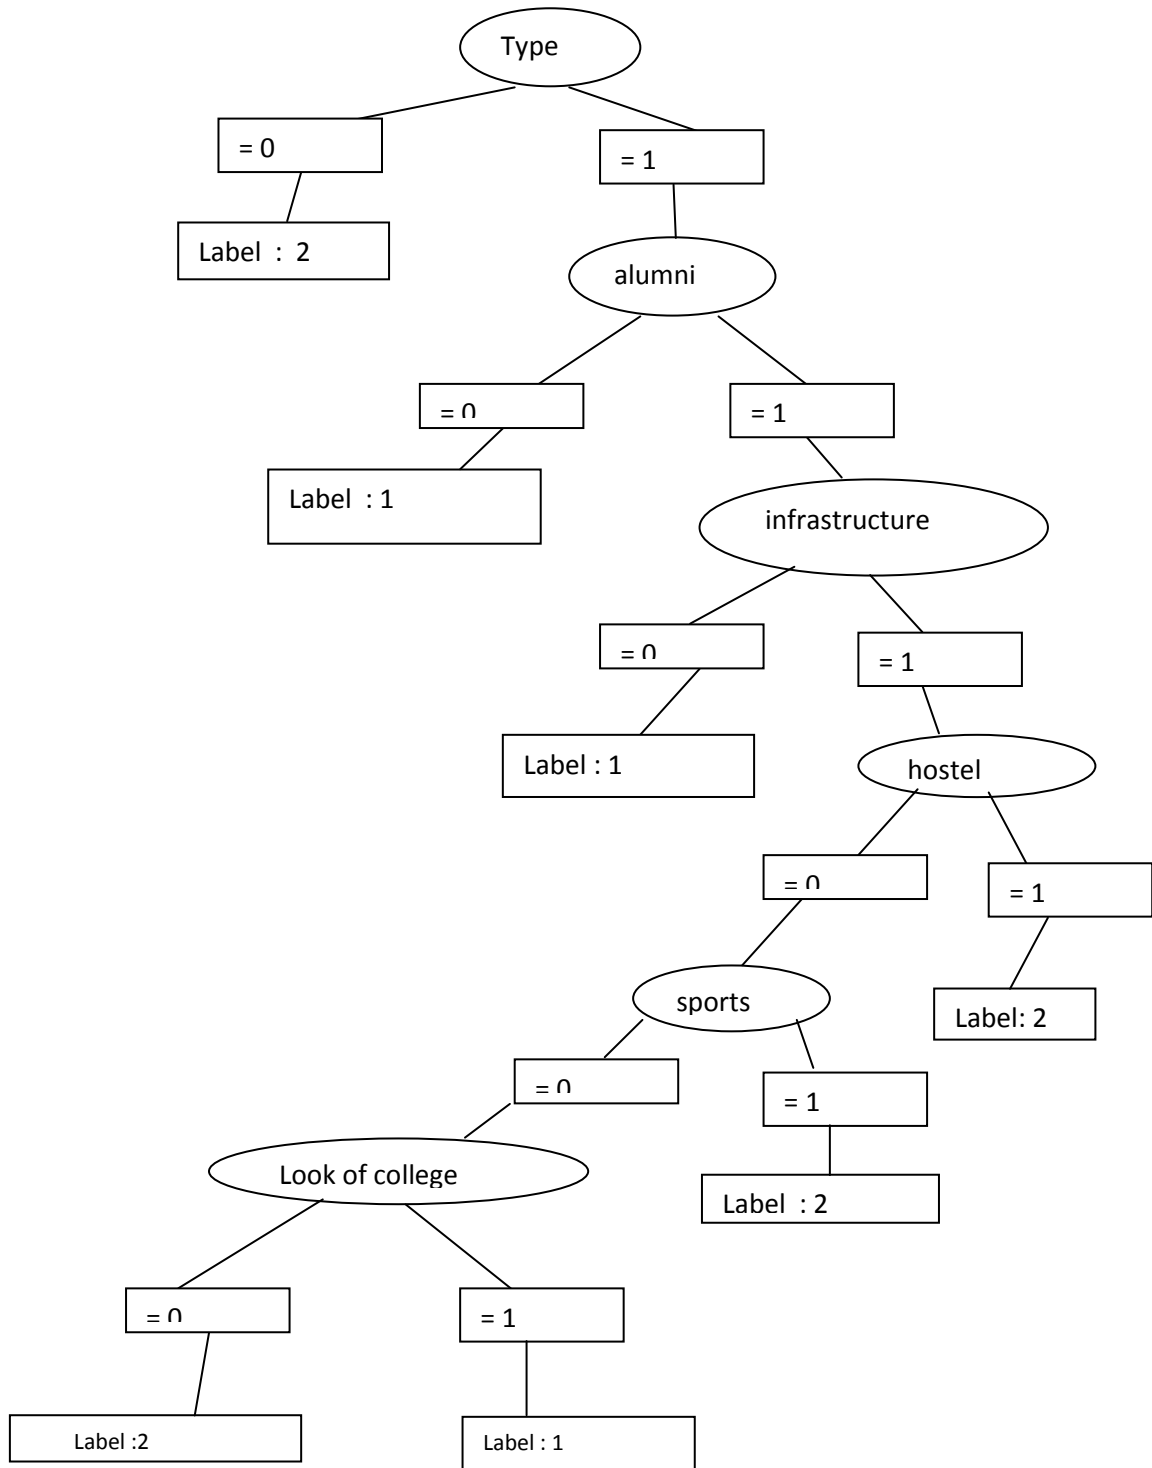 Type
= 0
= 1
Label : 2
alumni
= 0
= 1
Label : 1
infrastructure
= 0
= 1
Label : 1
hostel
= 0
= 1
sports
Label: 2
= 0
= 1
Look of college
Label : 2
= 0
= 1
Label :2
Label : 1